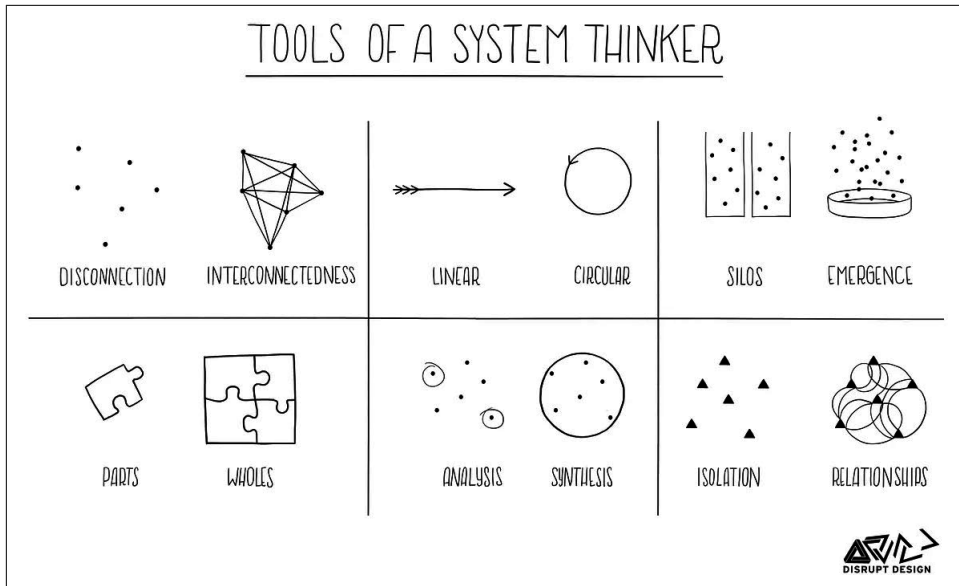 TOOLS OF A SYSTEM THINKER
DISCONNECTION INTERCONNECTEDNESS LINEAR CIRCULAR SILOS EMERGENCE
PARTS WHOLES ANALYSIS SYNTHESIS ISOLATION RELATIONSHIPS
DISRUPT DESIGN